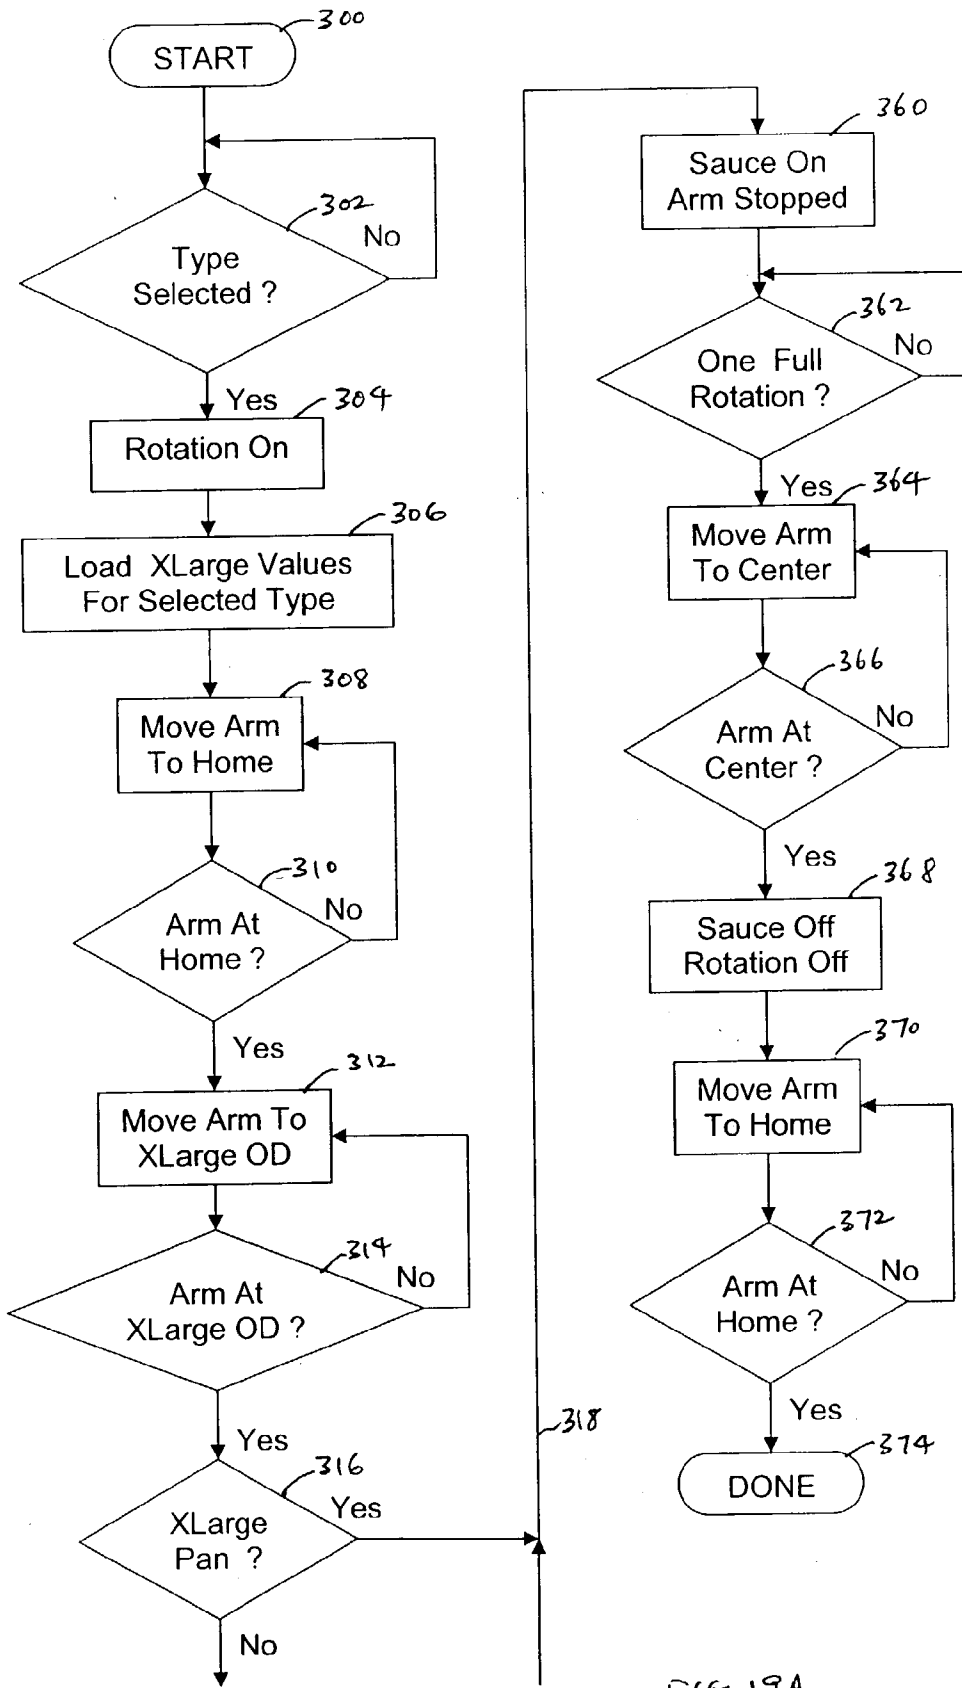 300
START
302
No
Type
Selected ?
Yes
304
Rotation On
306
Load XLarge Values
For Selected Type
308
Move Arm
To Home
310
No
Arm At
Home ?
Yes
312
Move Arm To
XLarge OD
314
No
Arm At
XLarge OD ?
Yes
316
Yes
XLarge
Pan ?
No
318
360
Sauce On
Arm Stopped
362
No
One Full
Rotation ?
Yes
364
Move Arm
To Center
366
No
Arm At
Center ?
Yes
368
Sauce Off
Rotation Off
370
Move Arm
To Home
372
No
Arm At
Home ?
Yes
374
DONE
FIG. 19A